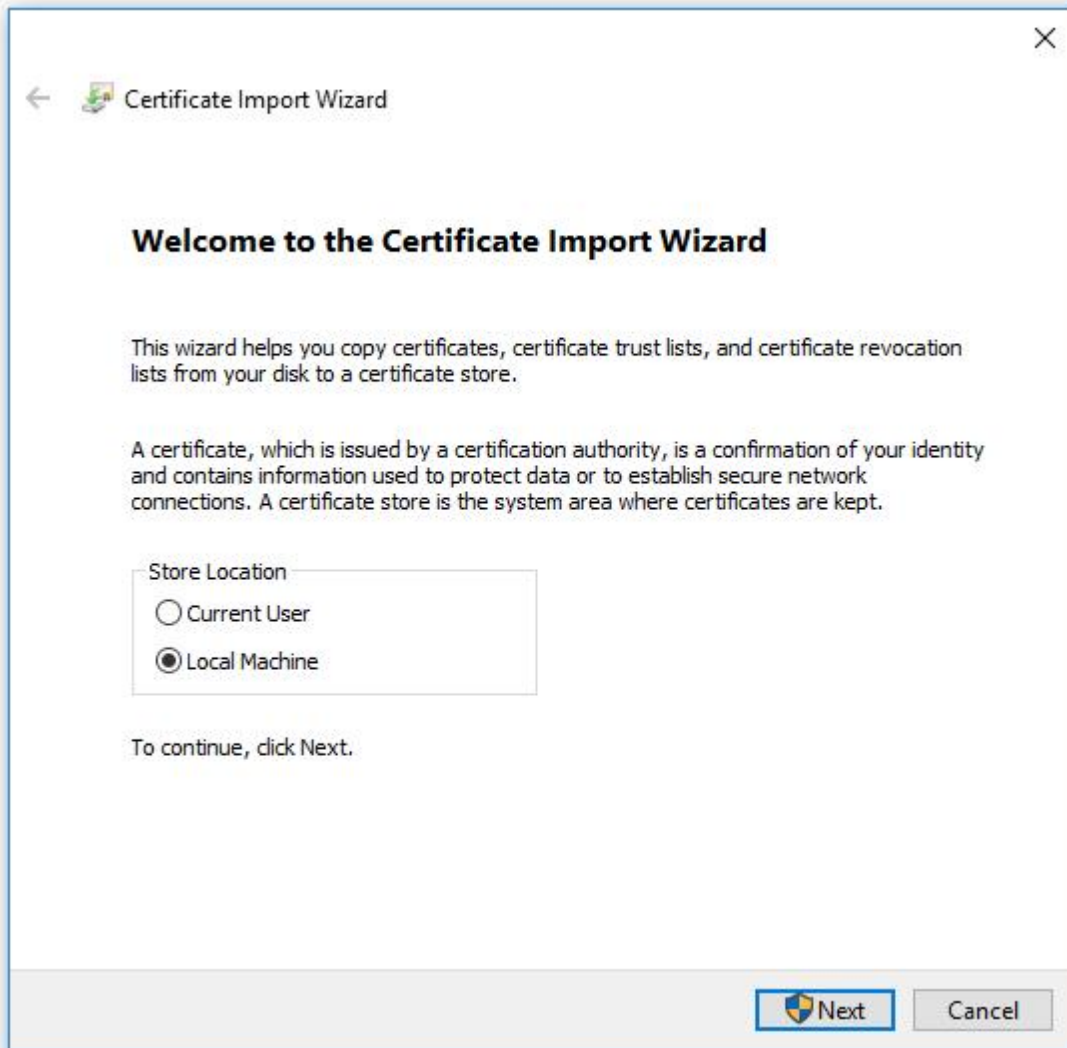 Certificate Import Wizard
Welcome to the Certificate Import Wizard
This wizard helps you copy certificates, certificate trust lists, and certificate revocation
lists from your disk to a certificate store.
A certificate, which is issued by a certification authority, is a confirmation of your identity
and contains information used to protect data or to establish secure network
connections. A certificate store is the system area where certificates are kept.
Store Location
Current User
Local Machine
To continue, click Next.
Next Cancel